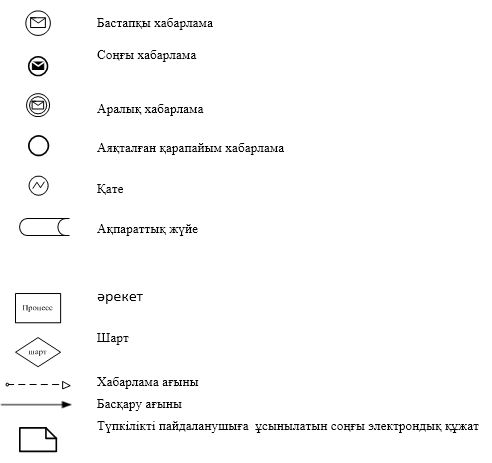 Бастапқы хабарлама
Соңғы хабарлама
Аралық хабарлама
Аяқталған қарапайым хабарлама
Қате
Ақпараттық жүйе
Процесс
әрекет
Шарт
шарт
Хабарлама ағыны
Басқару ағыны
Түпкілікті пайдаланушыға ұсынылатын соңғы электрондық құжат